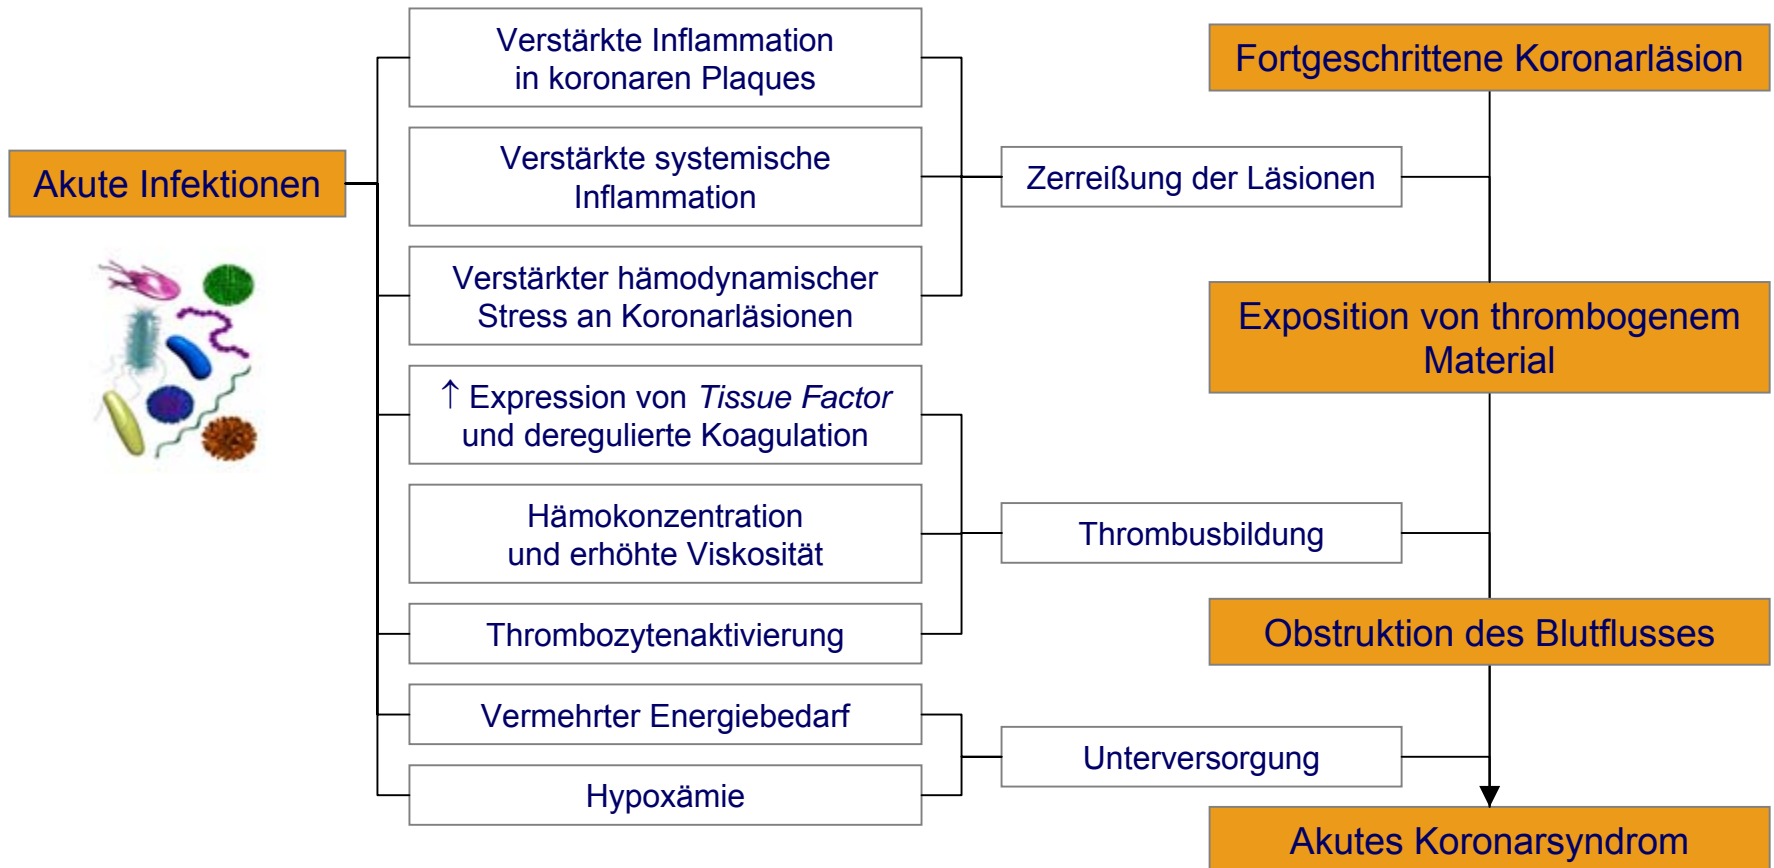 Akute Infektionen
Verstärkte Inflammation
in koronaren Plaques
Verstärkte systemische
Inflammation
Verstärkter hämodynamischer
Stress an Koronarläsionen
↑ Expression von Tissue Factor
und deregulierte Koagulation
Hämokonzentration
und erhöhte Viskosität
Thrombozytenaktivierung
Vermehrter Energiebedarf
Hypoxämie
Zerreißung der Läsionen
Thrombusbildung
Unterversorgung
Fortgeschrittene Koronarläsion
Exposition von thrombogenem
Material
Obstruktion des Blutflusses
Akutes Koronarsyndrom